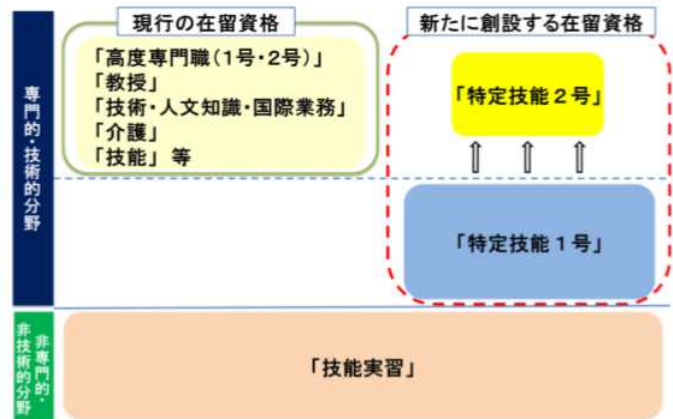 現行の在留資格
新たに創設する在留資格
専門的・技術的分野
「高度専門職(1号・2号)」
「教授」
「技術・人文知識・国際業務」
「介護」
「技能」 等
「特定技能2号」
「特定技能1号」
非専門的・
非技術的分野
「技能実習」